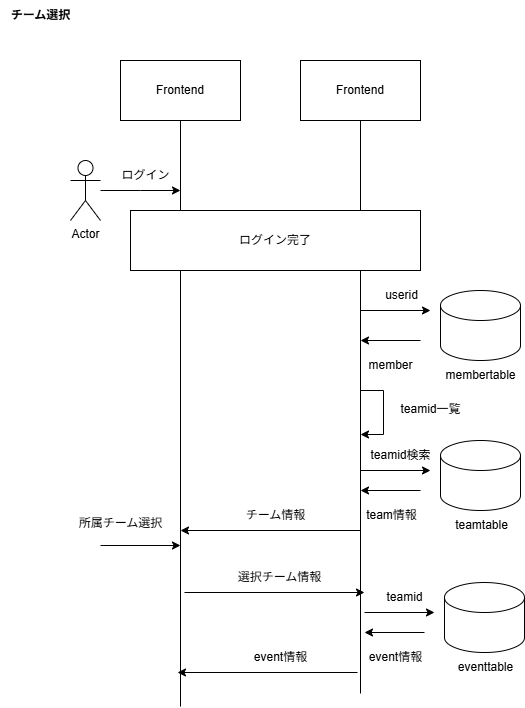 チーム選択
Frontend
Frontend
ログイン
Actor
ログイン完了
userid
member
membertable
teamid一覧
teamid検索
team情報
teamtable
チーム情報
所属チーム選択
選択チーム情報
teamid
event情報
event情報
eventtable